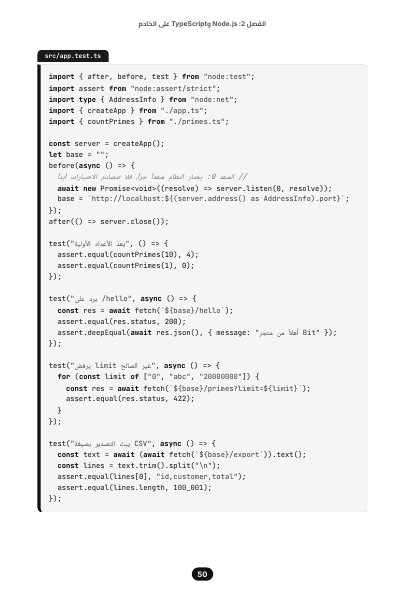 الفصل 2: Node.js وTypeScript على الخادم
src/app.test.ts
import { after, before, test } from "node:test";
import assert from "node:assert/strict";
import type { AddressInfo } from "node:net";
import { createApp } from "./app.ts";
import { countPrimes } from "./primes.ts";
const server = createApp();
let base = "";
before(async () => {
// المنفذ 0: يختار النظام منفذًا حرًا، فلا تتصادم الاختبارات أبدًا
await new Promise<void>((resolve) => server.listen(0, resolve));
base = `http://localhost:${(server.address() as AddressInfo).port}`;
});
after(() => server.close());
test("يعدّ الأعداد الأولية", () => {
assert.equal(countPrimes(10), 4);
assert.equal(countPrimes(1), 0);
});
test("يرد على /hello", async () => {
const res = await fetch(`${base}/hello`);
assert.equal(res.status, 200);
assert.deepEqual(await res.json(), { message: "أهلاً من متجر Bit" });
});
test("يرفض limit غير الصالح", async () => {
for (const limit of ["0", "abc", "20000000"]) {
const res = await fetch(`${base}/primes?limit=${limit}`);
assert.equal(res.status, 422);
}
});
test("يبث التصدير بصيغة CSV", async () => {
const text = await (await fetch(`${base}/export`)).text();
const lines = text.trim().split("\n");
assert.equal(lines[0], "id,customer,total");
assert.equal(lines.length, 100_001);
});
50